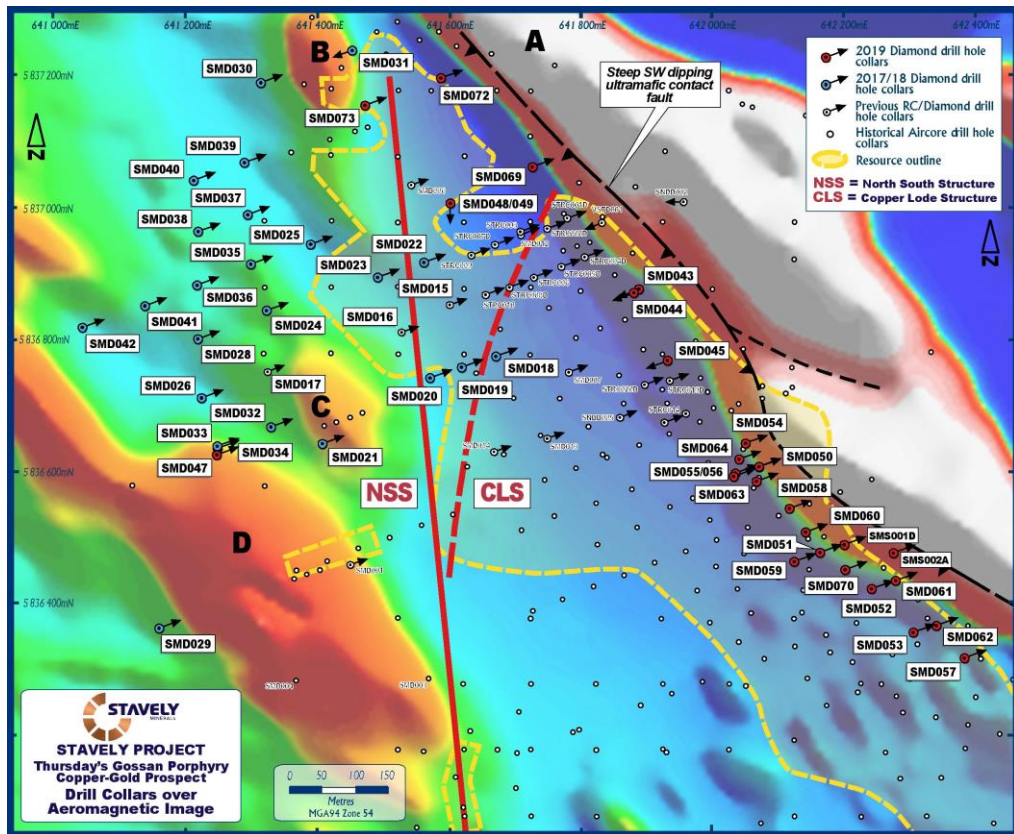 641 000mE
641 200mE
641 400mE
641 600mE
641 800mE
642 000mE
642 200mE
642 400mE
5 837 200mN
5 837 000mN
5 836 800mN
5 836 600mN
5 836 400mN
A
B
C
D
N
N
Steep SW dipping
ultramafic contact
fault
2019 Diamond drill hole
collars
2017/18 Diamond drill
hole collars
Previous RC/Diamond drill
hole collars
Historical Aircore drill hole
collars
Resource outline
NSS = North South Structure
CLS = Copper Lode Structure
SMD031
SMD030
SMD072
SMD073
SMD039
SMD040
SMD069
SMD037
SMD048/049
SMD038
SMD025
SMD022
SMD035
SMD023
SMD015
SMD043
SMD036
SMD044
SMD041
SMD024
SMD016
SMD042
SMD028
SMD045
SMD018
SMD017
SMD019
SMD026
SMD020
SMD032
SMD054
SMD033
SMD034
SMD021
SMD064
SMD050
SMD047
SMD055/056
SMD063
SMD058
NSS
CLS
SMD060
SMS001D
SMD051
SMS002A
SMD059
SMD061
SMD070
SMD052
SMD029
SMD053
SMD062
SMD057
STAVELY
MINERALS
STAVELY PROJECT
Thursday's Gossan Porphyry
Copper-Gold Prospect
Drill Collars over
Aeromagnetic Image
0 50 100 150
Metres
MGA94 Zone 54